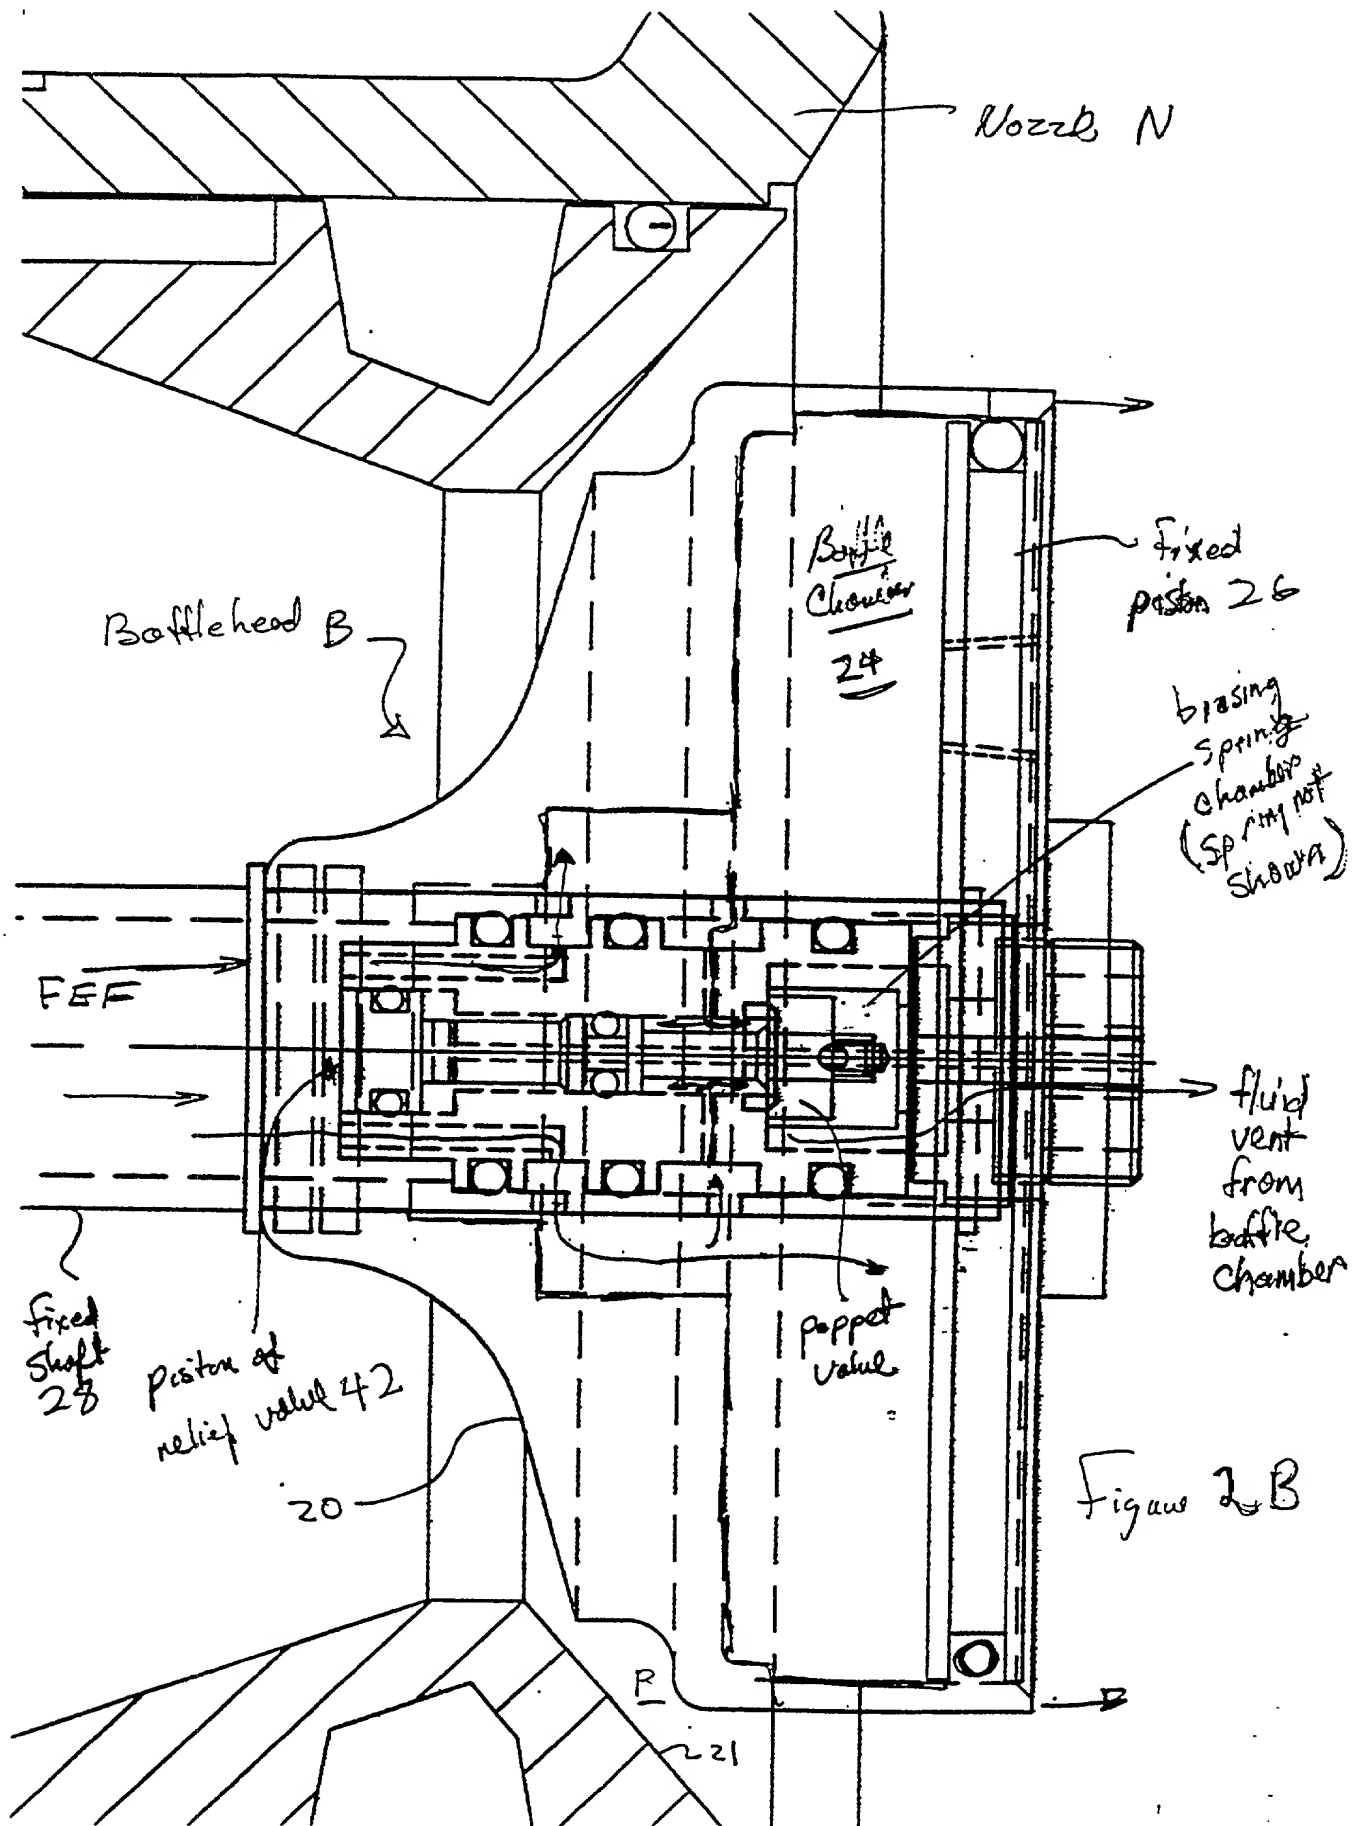 Nozzle N
Baffle
Chamber
24
Fixed
piston 26
Bafflehead B
biasing
spring
chamber
(spring not
shown)
FEF
fluid
vent
from
baffle
chamber
fixed
shaft
28
piston of
relief valve 42
poppet
valve
20
Figure 2B
P
221